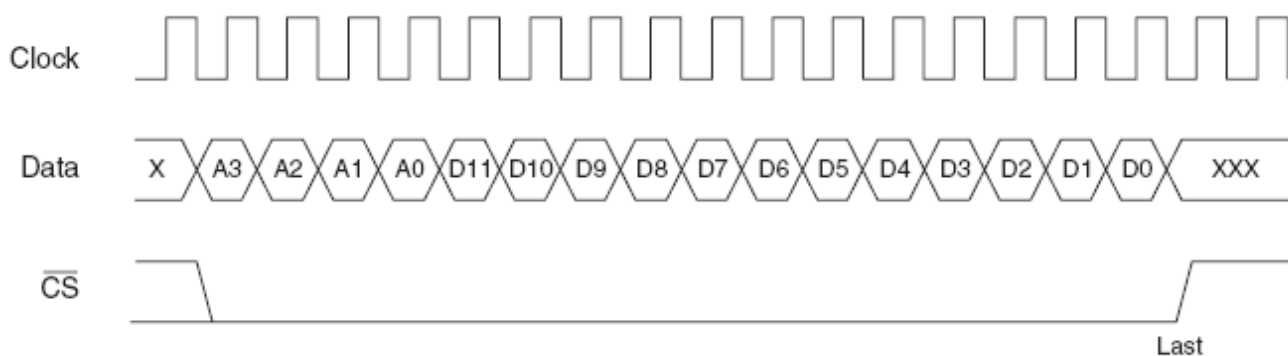 Clock
Data X A3 A2 A1 A0 D11 D10 D9 D8 D7 D6 D5 D4 D3 D2 D1 D0 XXX
C̅S̅
Last